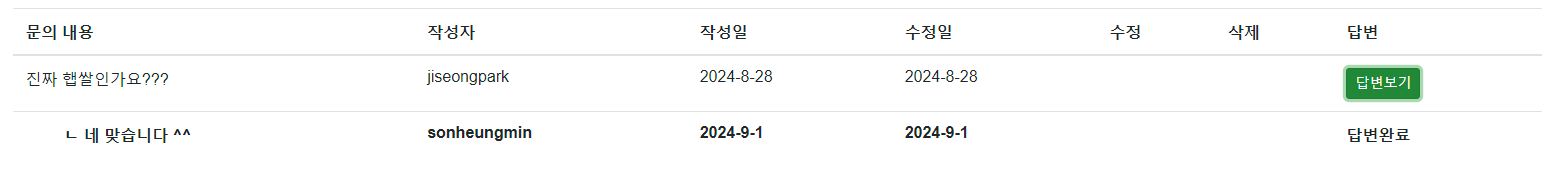 문의 내용 작성자 작성일 수정일 수정 삭제 답변
진짜 햅쌀인가요??? jiseongpark 2024-8-28 2024-8-28 답변보기
ㄴ 네 맞습니다 ^^ sonheungmin 2024-9-1 2024-9-1 답변완료